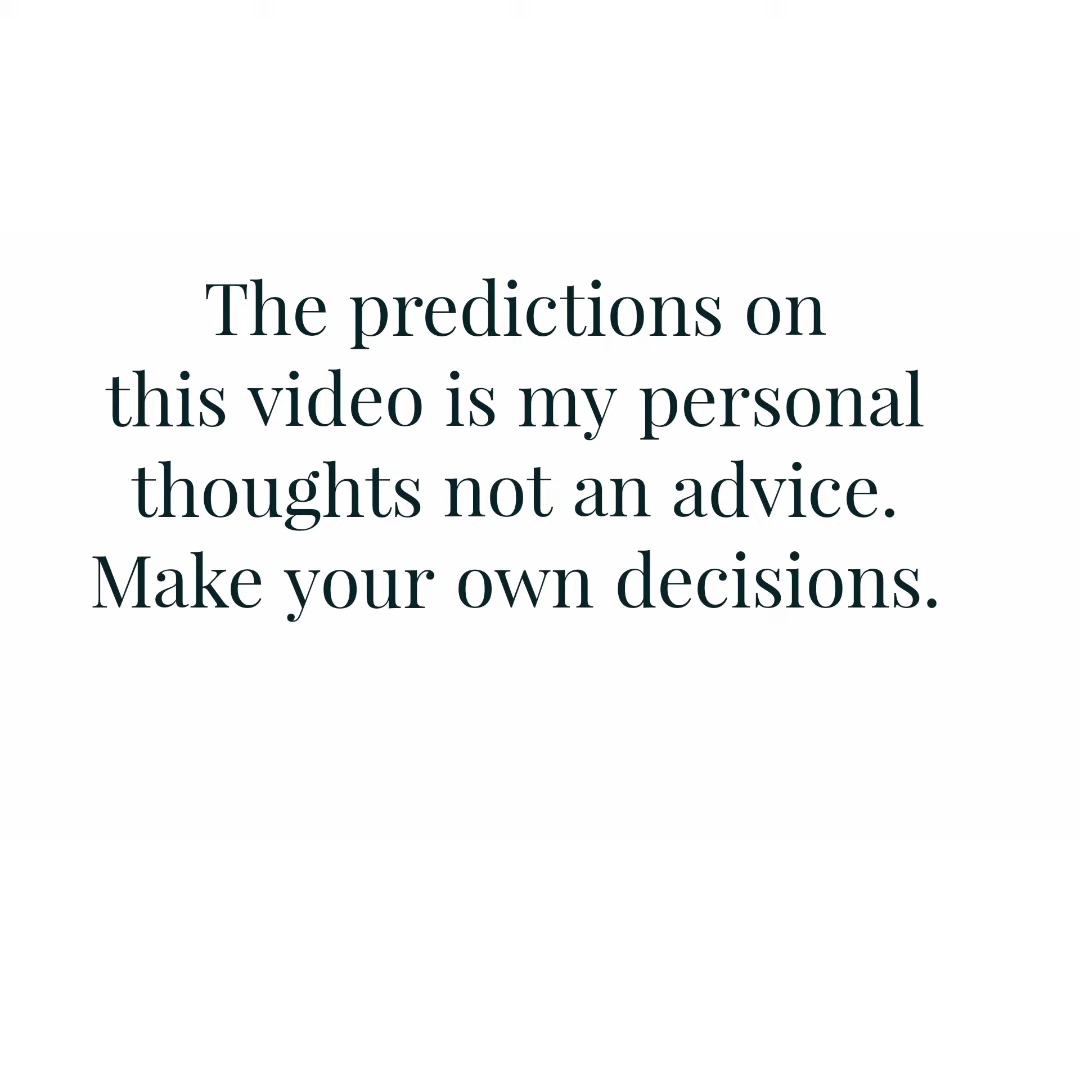 The predictions on
this video is my personal
thoughts not an advice.
Make your own decisions.